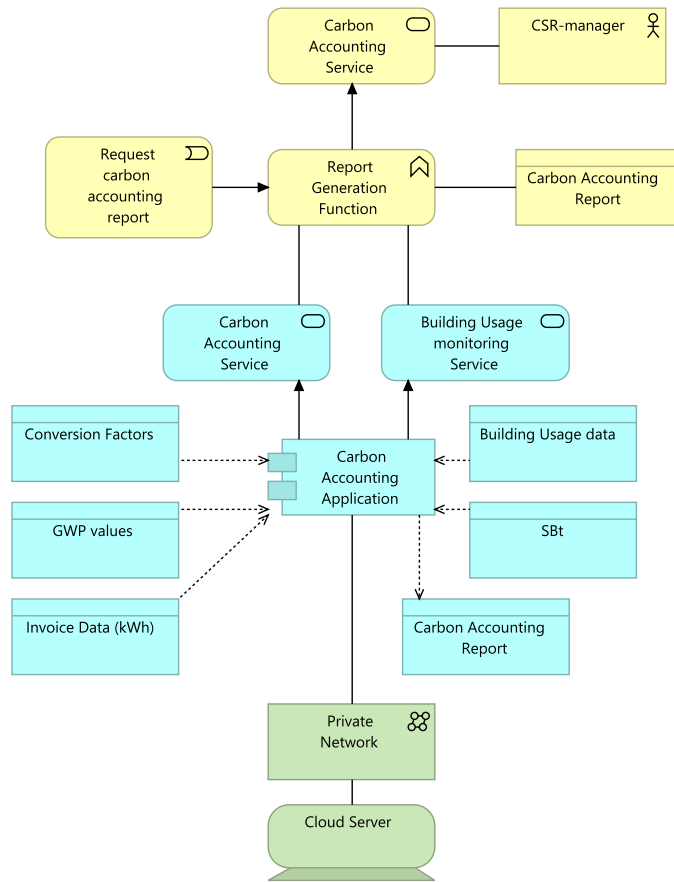 Carbon
Accounting
Service
CSR-manager
Request
carbon
accounting
report
Report
Generation
Function
Carbon Accounting
Report
Carbon
Accounting
Service
Building Usage
monitoring
Service
Conversion Factors
Carbon
Accounting
Application
Building Usage data
GWP values
SBt
Invoice Data (kWh)
Carbon Accounting
Report
Private
Network
Cloud Server